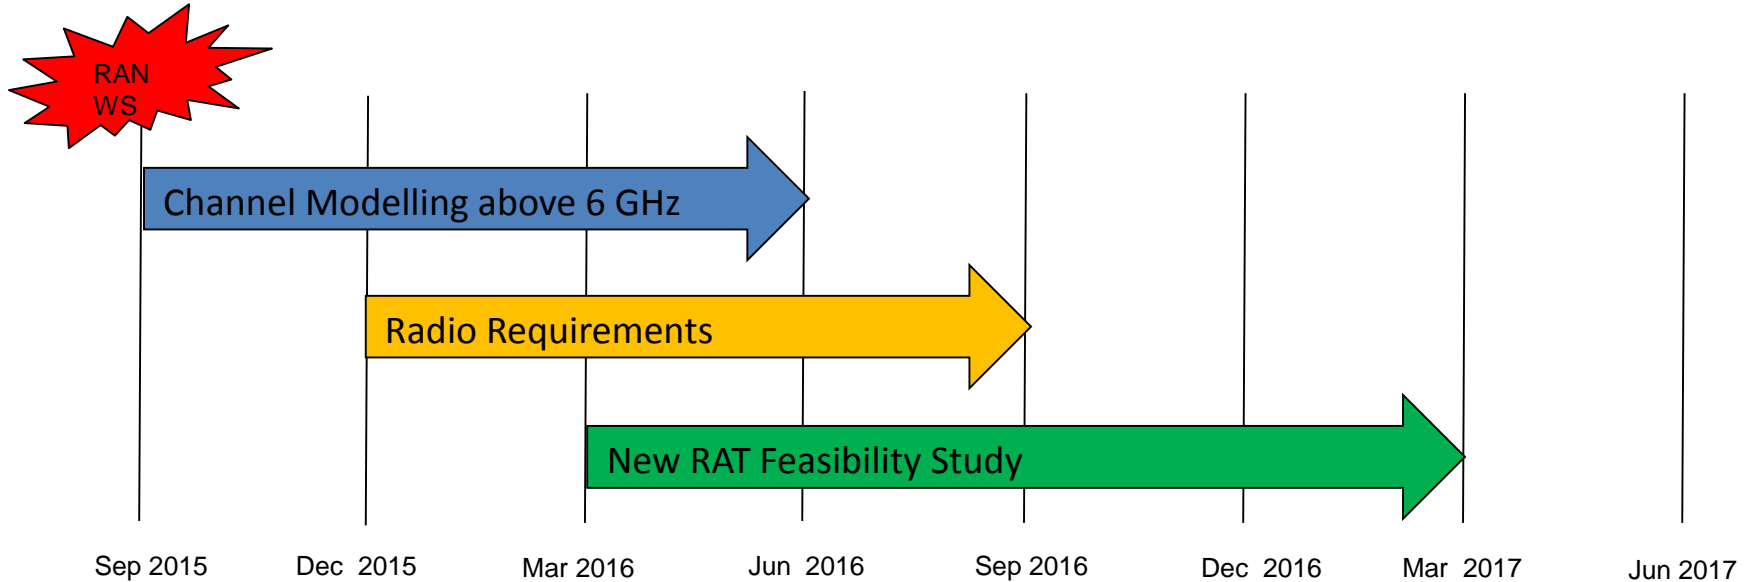 RAN
WS
Channel Modelling above 6 GHz
Radio Requirements
New RAT Feasibility Study
Sep 2015 Dec 2015 Mar 2016 Jun 2016 Sep 2016 Dec 2016 Mar 2017 Jun 2017